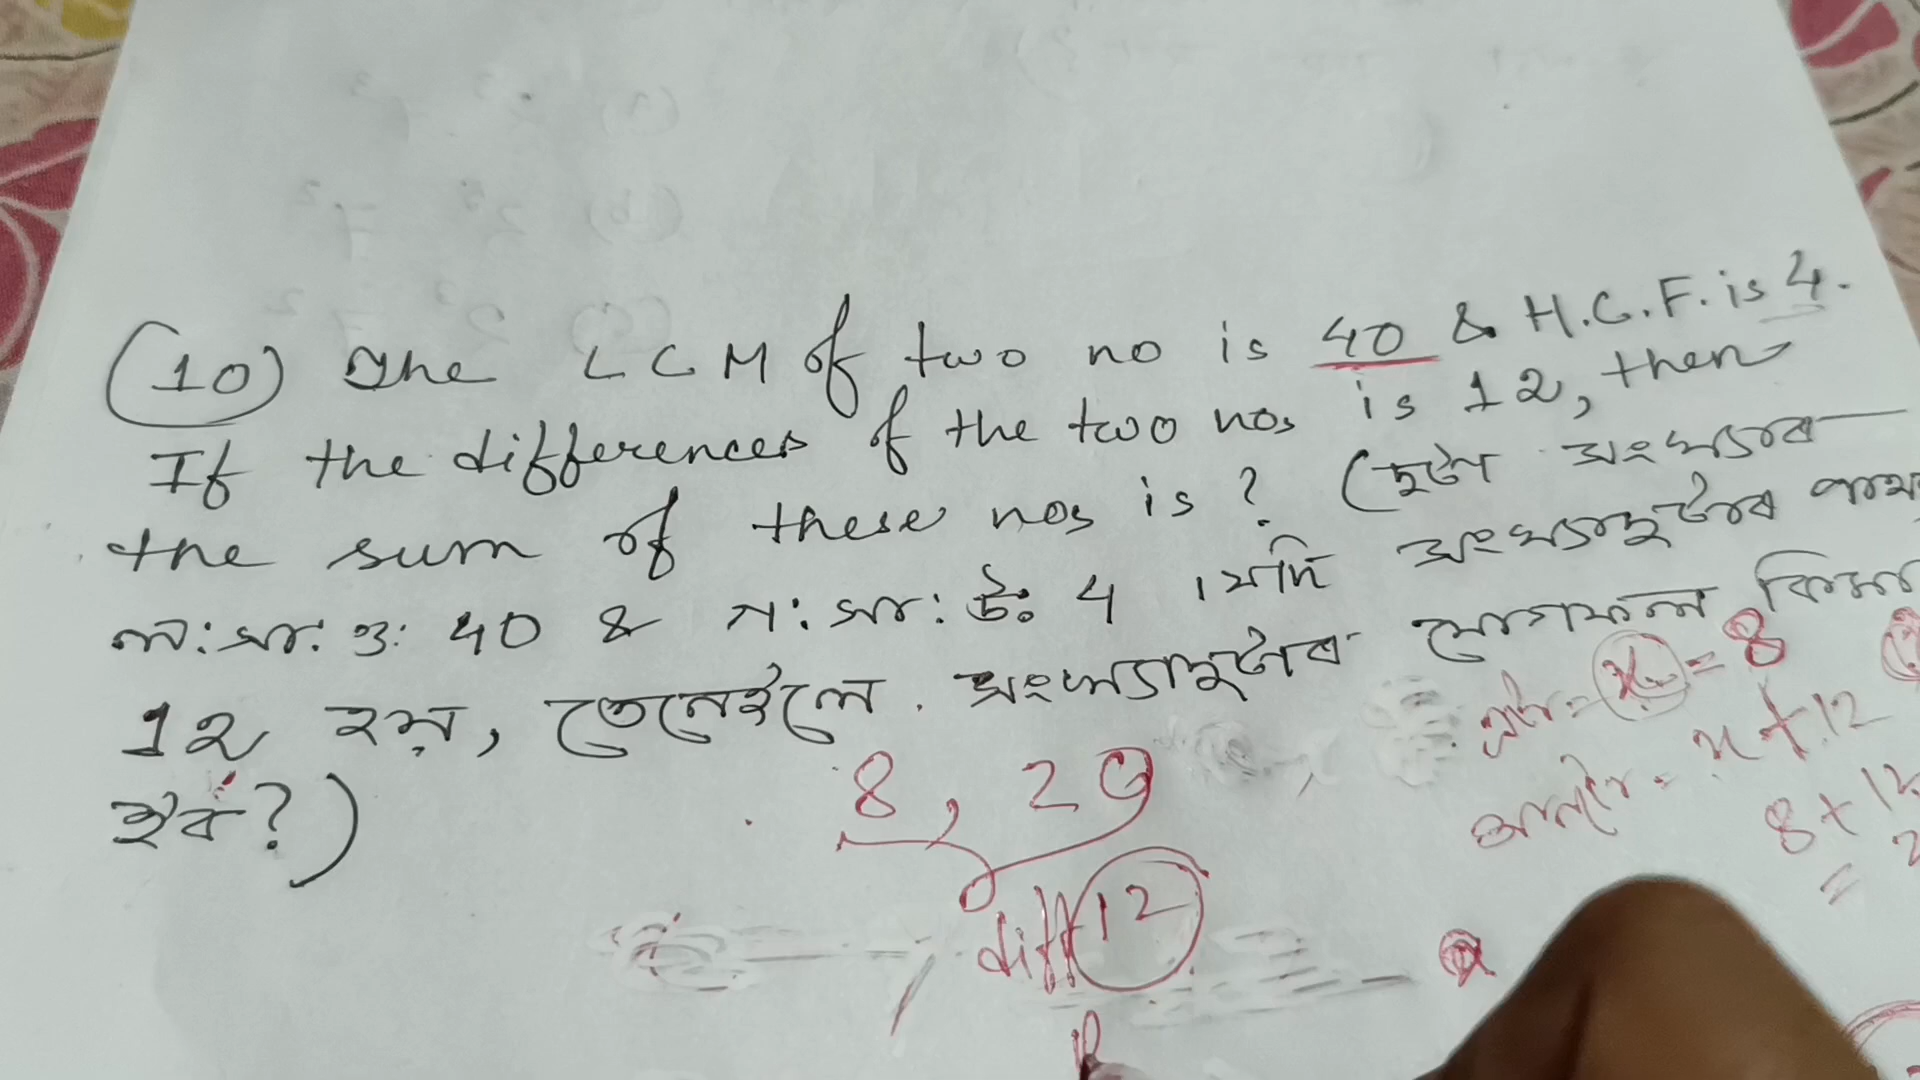 (10) The LCM of two no is 40 & H.C.F. is 4.
If the differences of the two nos is 12, then
the sum of these nos is? (দুটা সংখ্যাৰ
ল: সা: গু: 40 & গ: সা: উ: 4 । যদি সংখ্যাদুটাৰ
12 হয়, তেনেহলে সংখ্যাদুটাৰ যোগফল কিমান
হব?)
= x = 8
= x + 12
8 + 12
=
8, 20
diff 12